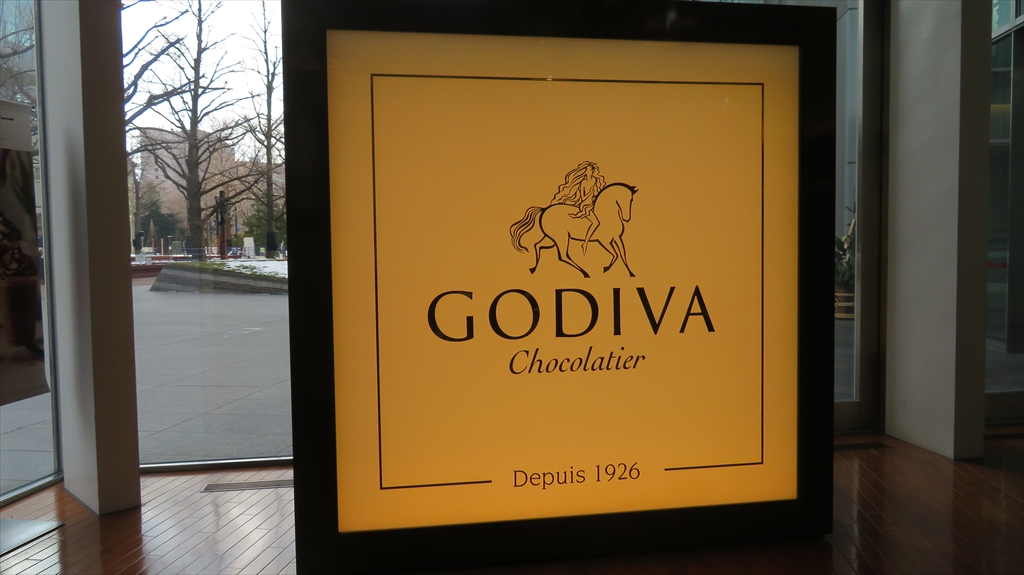 GODIVA
Chocolatier
Depuis 1926